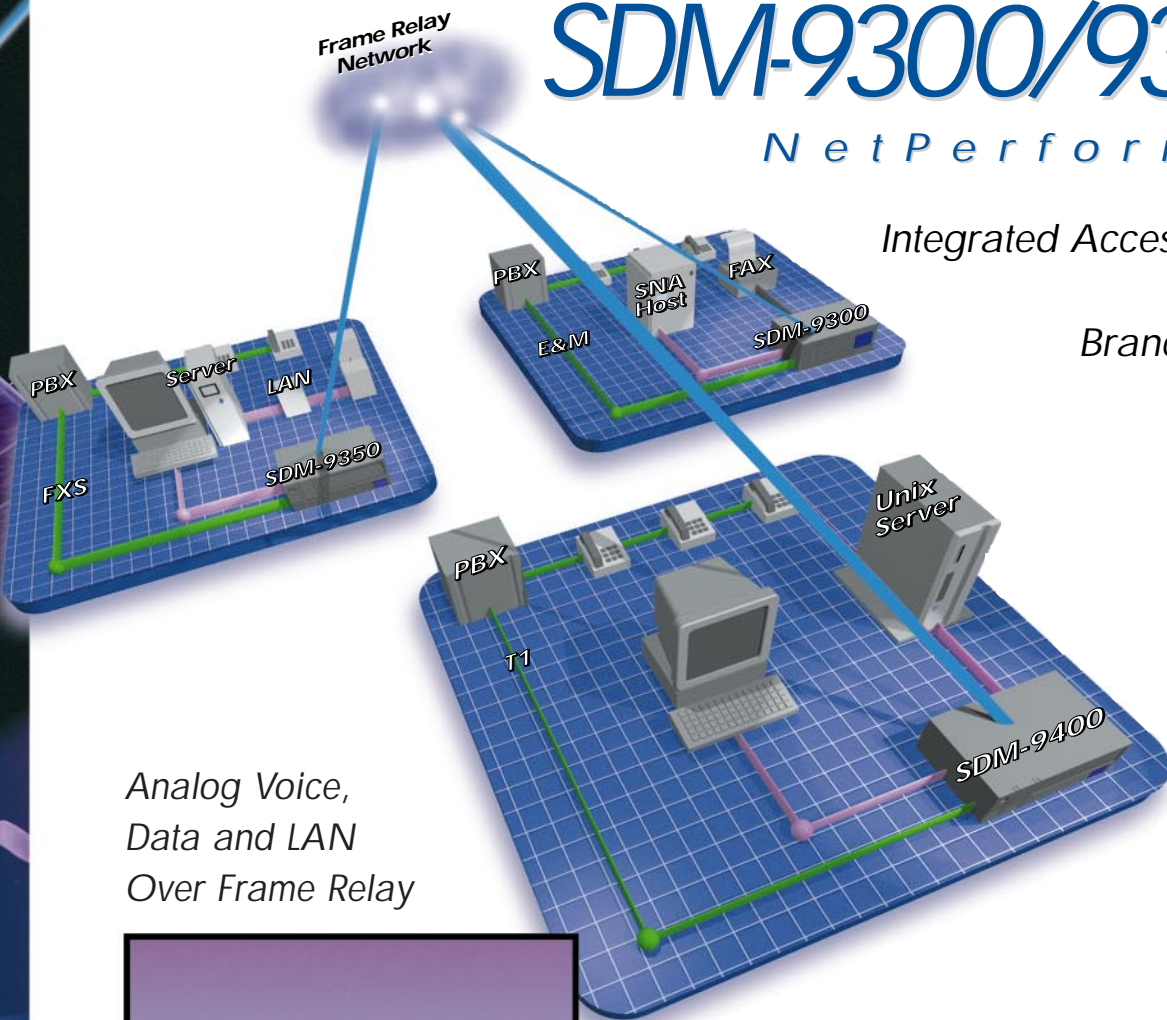 SDM-9300/93
NetPerfor
Frame Relay
Network
Integrated Acces
Branc
PBX
SNA
Host
FAX
E&M
SDM-9300
PBX
Server
LAN
FXS
SDM-9350
PBX
T1
Unix
Server
SDM-9400
Analog Voice,
Data and LAN
Over Frame Relay